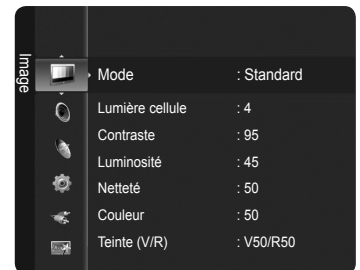 Image
Mode : Standard
Lumière cellule : 4
Contraste : 95
Luminosité : 45
Netteté : 50
Couleur : 50
Teinte (V/R) : V50/R50